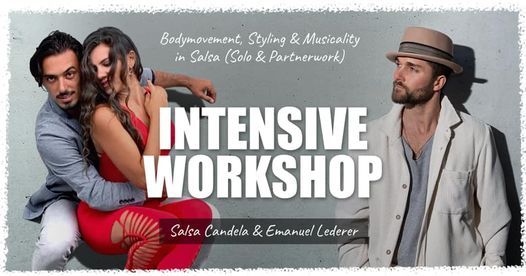 Bodymovement, Styling & Musicality
in Salsa (Solo & Partnerwork)
INTENSIVE
WORKSHOP
Salsa Candela & Emanuel Lederer